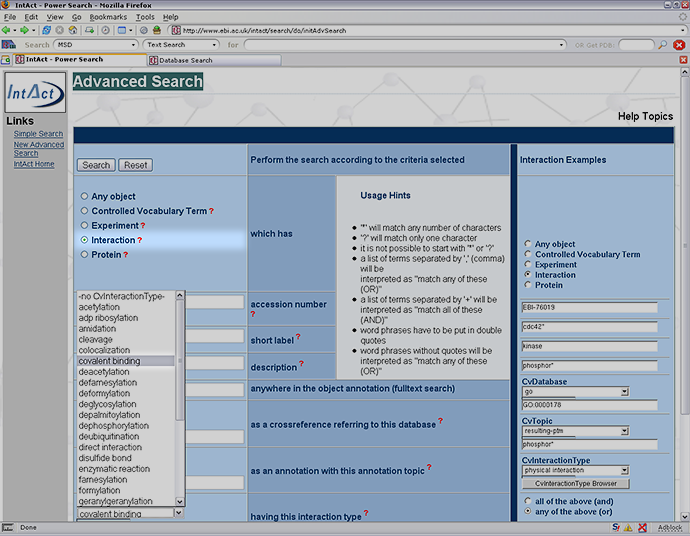 IntAct - Power Search - Mozilla Firefox
File Edit View Go Bookmarks Tools Help
http://www.ebi.ac.uk/intact/search/do/initAdvSearch
Search MSD Text Search OR Get PDB:
IntAct - Power Search Database Search
IntAct
Advanced Search
Help Topics
Links
Simple Search
New Advanced
Search
IntAct Home
Search Reset
Perform the search according to the criteria selected
Interaction Examples
Any object
Controlled Vocabulary Term ?
Experiment ?
Interaction ?
Protein ?
which has
Usage Hints
'*' will match any number of characters
'?' will match only one character
it is not possible to start with '*' or '?'
a list of terms separated by ',' (comma)
will be
interpreted as "match any of these
(OR)"
a list of terms separated by '+' will be
interpreted as "match all of these
(AND)"
word phrases have to be put in double
quotes
word phrases without quotes will be
interpreted as "match any of these
(OR)"
Any object
Controlled Vocabulary Term
Experiment
Interaction
Protein
-no CvInteractionType-
acetylation
adp ribosylation
amidation
cleavage
colocalization
covalent binding
deacetylation
defarnesylation
deformylation
deglycosylation
depalmitoylation
dephosphorylation
deubiquitination
direct interaction
disulfide bond
enzymatic reaction
farnesylation
formylation
geranylgeranylation
covalent binding
accession number
?
short label ?
description ?
anywhere in the object annotation (fulltext search)
as a crossreference referring to this database ?
as an annotation with this annotation topic ?
having this interaction type ?
EBI-76019
"cdc42"
kinase
phosphor*
CvDatabase
go
GO:0000178
CvTopic
resulting-ptm
phosphor*
CvInteractionType
physical interaction
CvInteractionType Browser
all of the above (and)
any of the above (or)
Done
Adblock